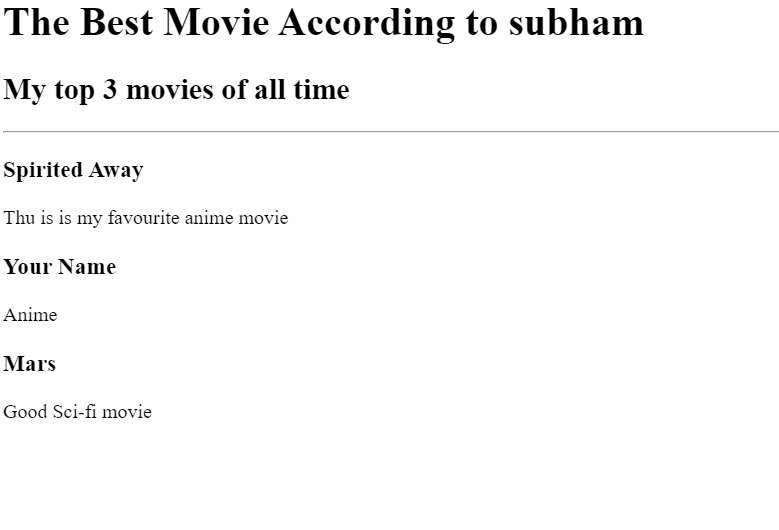 The Best Movie According to subham
My top 3 movies of all time
Spirited Away
Thu is is my favourite anime movie
Your Name
Anime
Mars
Good Sci-fi movie